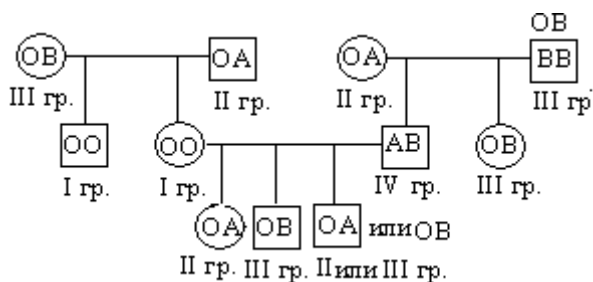 OB
OB OA OA BB
III гр. II гр. II гр. III гр
OO OO AB OB
I гр. I гр. IV гр. III гр.
OA OB OA или OB
II гр. III гр. II или III гр.